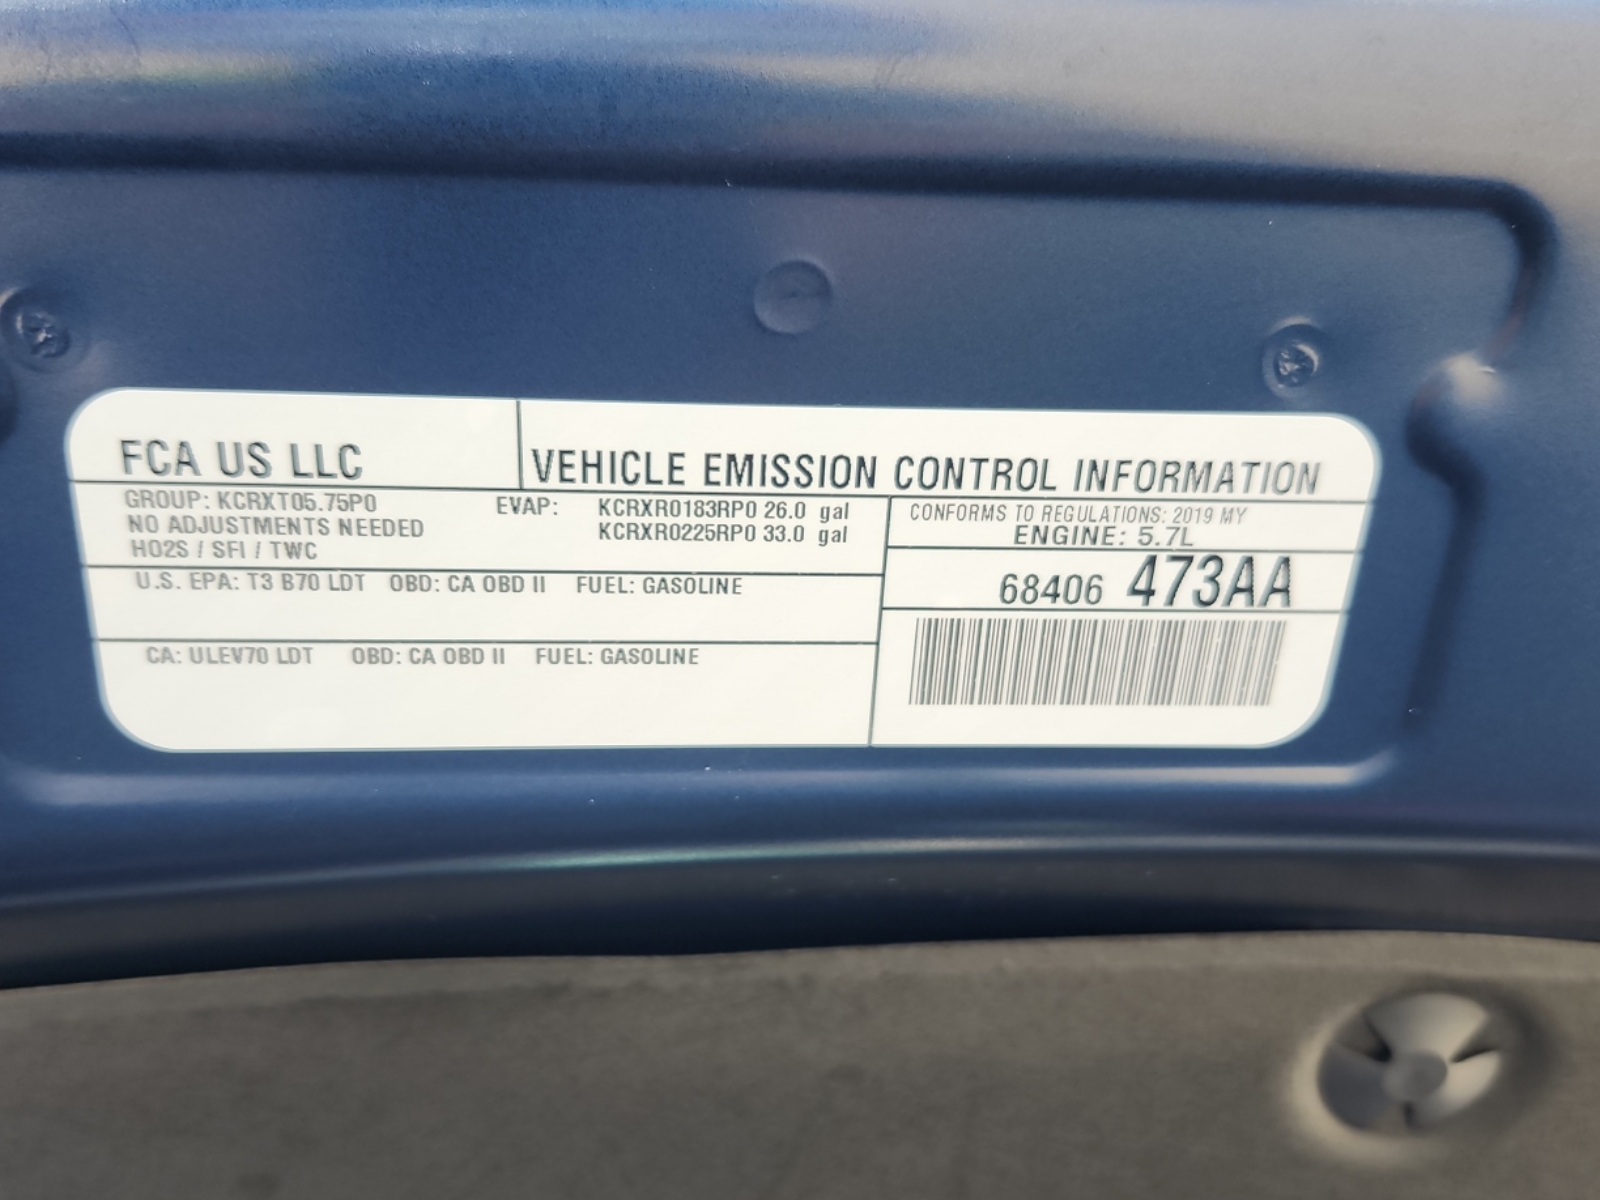 FCA US LLC
VEHICLE EMISSION CONTROL INFORMATION
GROUP: KCRXT05.75P0
NO ADJUSTMENTS NEEDED
HO2S / SFI / TWC
EVAP: KCRXR0183RP0 26.0 gal
KCRXR0225RP0 33.0 gal
CONFORMS TO REGULATIONS: 2019 MY
ENGINE: 5.7L
68406 473AA
U.S. EPA: T3 B70 LDT OBD: CA OBD II FUEL: GASOLINE
CA: ULEV70 LDT OBD: CA OBD II FUEL: GASOLINE